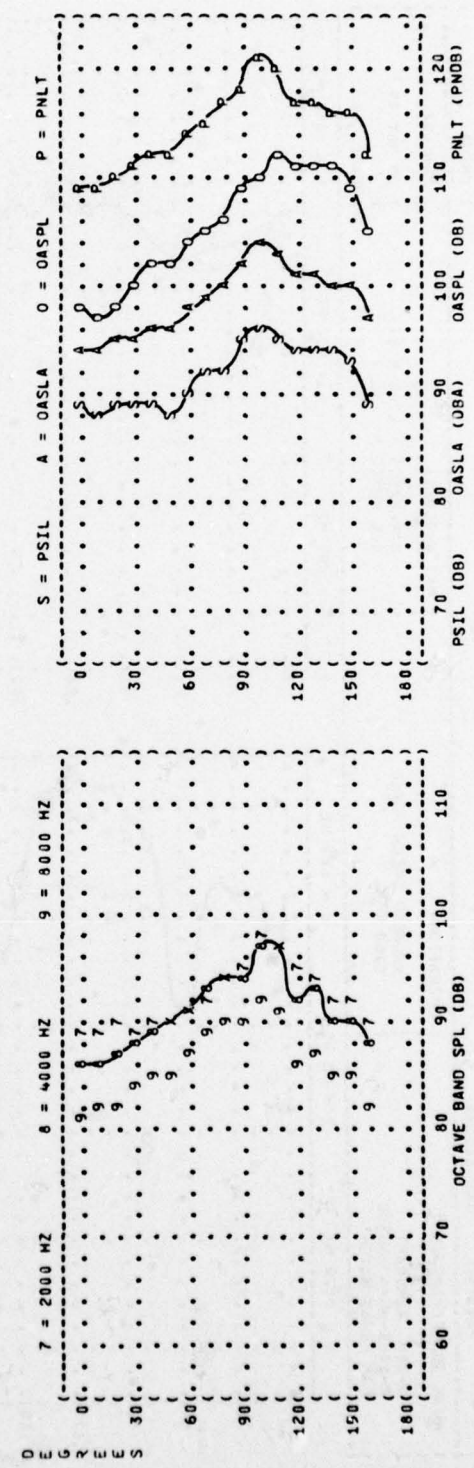 7 = 2000 HZ 8 = 4000 HZ 9 = 8000 HZ
DEGREES
0
30
60
90
120
150
180
60 70 80 90 100 110
OCTAVE BAND SPL (DB)
S = PSIL A = OASLA O = OASPL P = PNLT
0
30
60
90
120
150
180
70 80 90 100 110 120
PSIL (DB) OASLA (DBA) OASPL (DB) PNLT (PNDB)